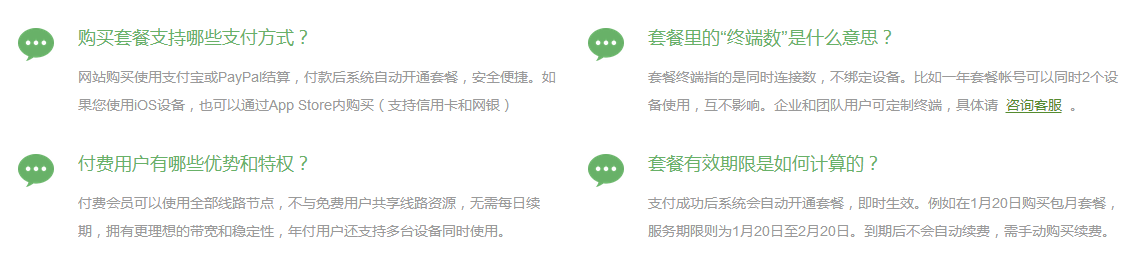 购买套餐支持哪些支付方式？
网站购买使用支付宝或PayPal结算，付款后系统自动开通套餐，安全便捷。如
果您使用iOS设备，也可以通过App Store内购买（支持信用卡和网银）
套餐里的“终端数”是什么意思？
套餐终端指的是同时连接数，不绑定设备。比如一年套餐帐号可以同时2个设
备使用，互不影响。企业和团队用户可定制终端，具体请 咨询客服 。
付费用户有哪些优势和特权？
付费会员可以使用全部线路节点，不与免费用户共享线路资源，无需每日续
期，拥有更理想的带宽和稳定性，年付用户还支持多台设备同时使用。
套餐有效期限是如何计算的？
支付成功后系统会自动开通套餐，即时生效。例如在1月20日购买包月套餐，
服务期限则为1月20日至2月20日。到期后不会自动续费，需手动购买续费。